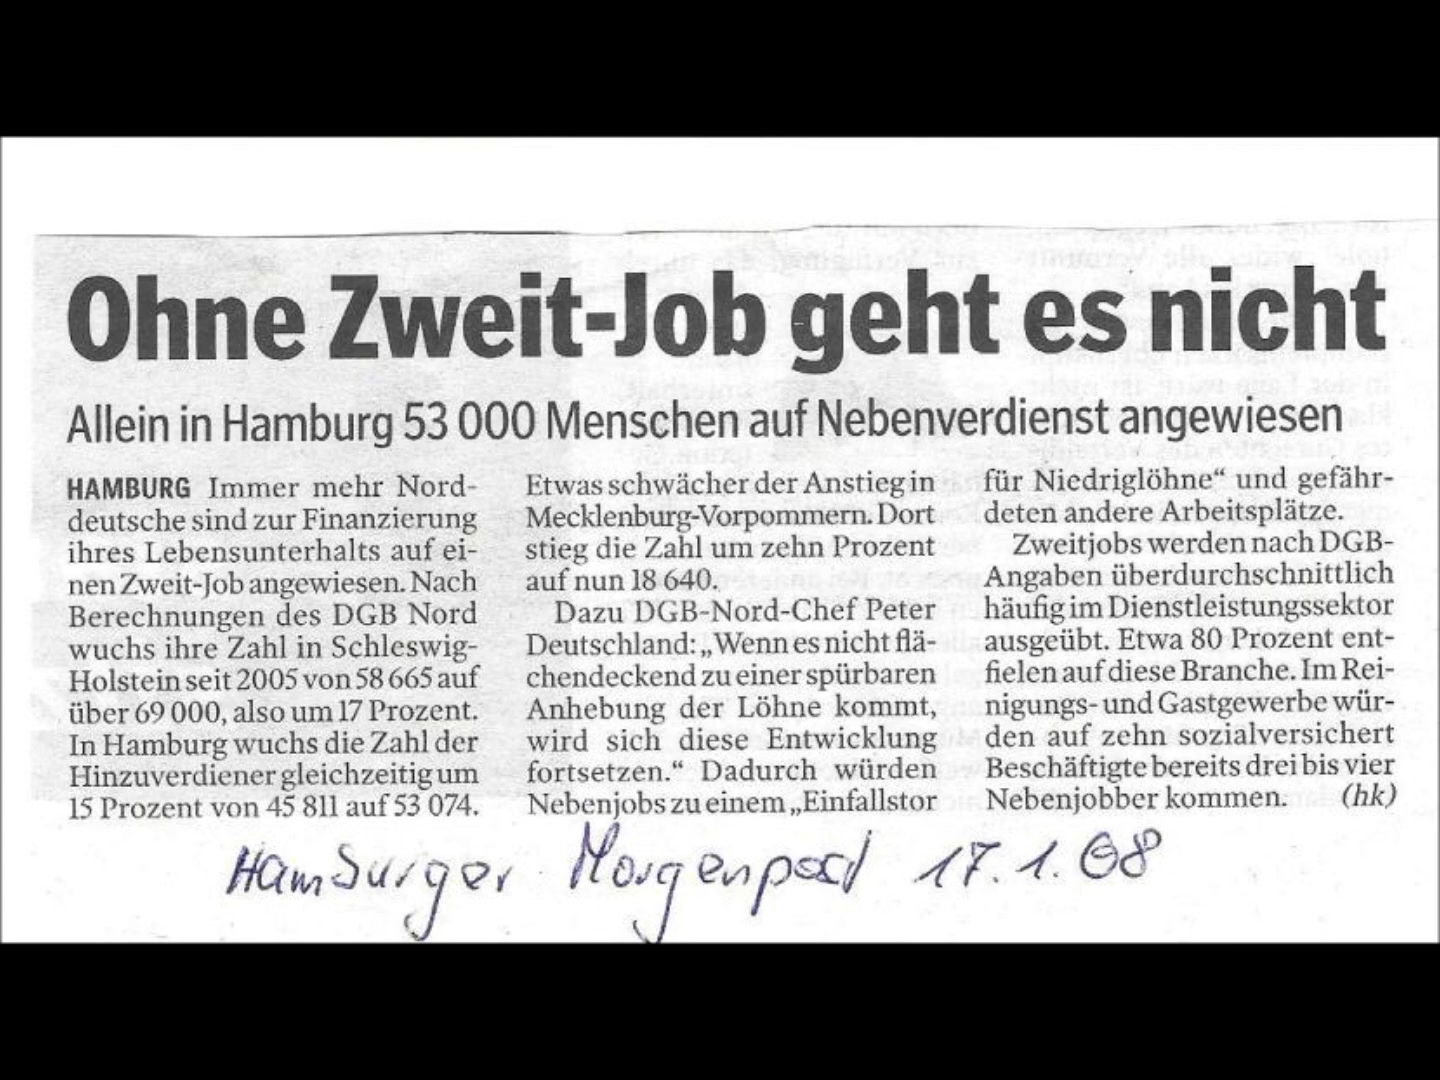 Ohne Zweit-Job geht es nicht
Allein in Hamburg 53 000 Menschen auf Nebenverdienst angewiesen
HAMBURG Immer mehr Nord-
deutsche sind zur Finanzierung
ihres Lebensunterhalts auf ei-
nen Zweit-Job angewiesen. Nach
Berechnungen des DGB Nord
wuchs ihre Zahl in Schleswig-
Holstein seit 2005 von 58 665 auf
über 69 000, also um 17 Prozent.
In Hamburg wuchs die Zahl der
Hinzuverdiener gleichzeitig um
15 Prozent von 45 811 auf 53 074.
Etwas schwächer der Anstieg in
Mecklenburg-Vorpommern. Dort
stieg die Zahl um zehn Prozent
auf nun 18 640.
Dazu DGB-Nord-Chef Peter
Deutschland: „Wenn es nicht flä-
chendeckend zu einer spürbaren
Anhebung der Löhne kommt,
wird sich diese Entwicklung
fortsetzen.“ Dadurch würden
Nebenjobs zu einem „Einfallstor
für Niedriglöhne“ und gefähr-
deten andere Arbeitsplätze.
Zweitjobs werden nach DGB-
Angaben überdurchschnittlich
häufig im Dienstleistungssektor
ausgeübt. Etwa 80 Prozent ent-
fielen auf diese Branche. Im Rei-
nigungs- und Gastgewerbe wür-
den auf zehn sozialversichert
Beschäftigte bereits drei bis vier
Nebenjobber kommen. (hk)
Hamburger Morgenpost 17.1.08